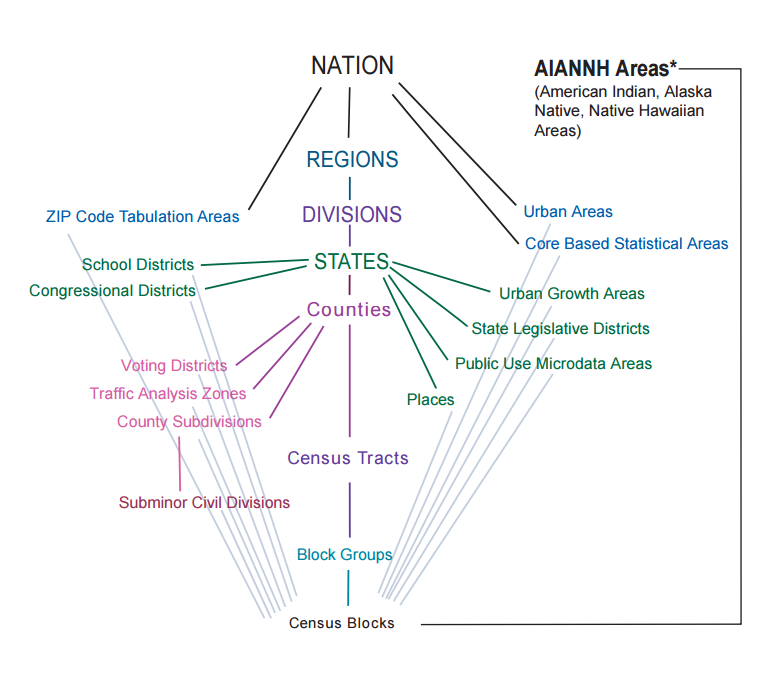 NATION
AIANNH Areas*
(American Indian, Alaska
Native, Native Hawaiian
Areas)
REGIONS
ZIP Code Tabulation Areas
DIVISIONS
Urban Areas
Core Based Statistical Areas
School Districts
STATES
Congressional Districts
Urban Growth Areas
Counties
State Legislative Districts
Voting Districts
Public Use Microdata Areas
Traffic Analysis Zones
Places
County Subdivisions
Census Tracts
Subminor Civil Divisions
Block Groups
Census Blocks